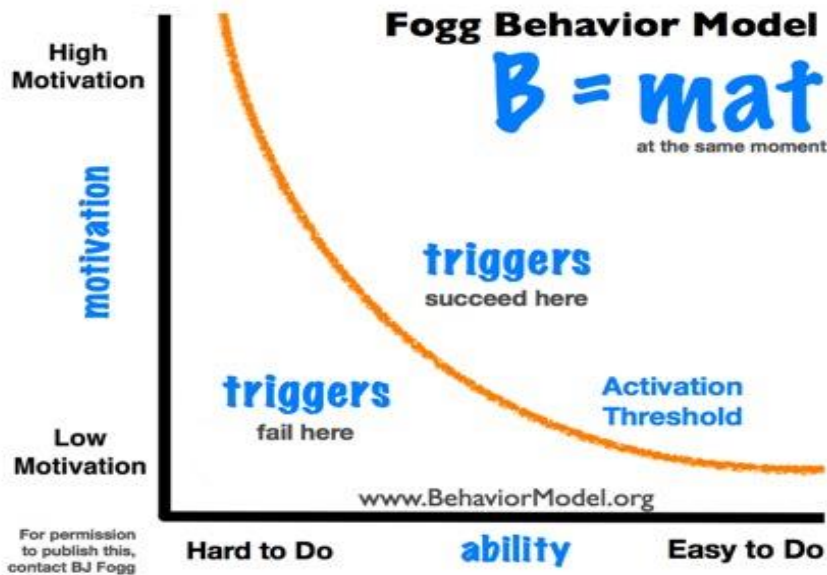 Fogg Behavior Model
B = mat
at the same moment
High
Motivation
motivation
triggers
succeed here
triggers
fail here
Activation
Threshold
Low
Motivation
www.BehaviorModel.org
For permission
to publish this,
contact BJ Fogg
Hard to Do
ability
Easy to Do